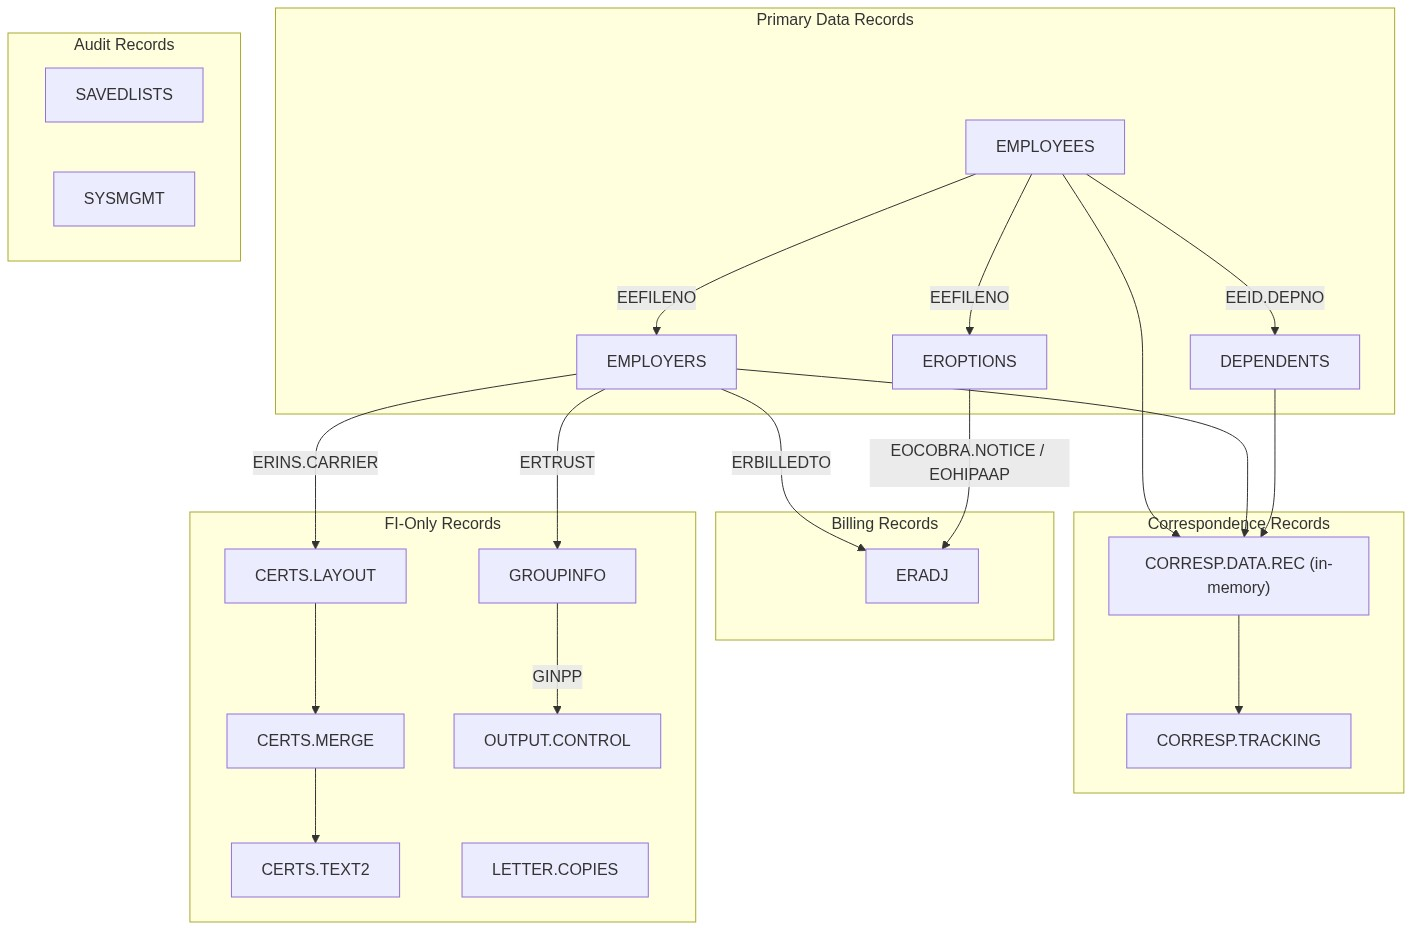 Primary Data Records
Audit Records
SAVEDLISTS
EMPLOYEES
SYSMGMT
EEFILENO
EEFILENO
EEID.DEPNO
EMPLOYERS
EROPTIONS
DEPENDENTS
ERINS.CARRIER
ERTRUST
ERBILLEDTO
EOCOBRA.NOTICE /
EOHIPAAP
FI-Only Records
Billing Records
Correspondence Records
CERTS.LAYOUT
GROUPINFO
ERADJ
CORRESP.DATA.REC (in-
memory)
GINPP
CERTS.MERGE
OUTPUT.CONTROL
CORRESP.TRACKING
CERTS.TEXT2
LETTER.COPIES